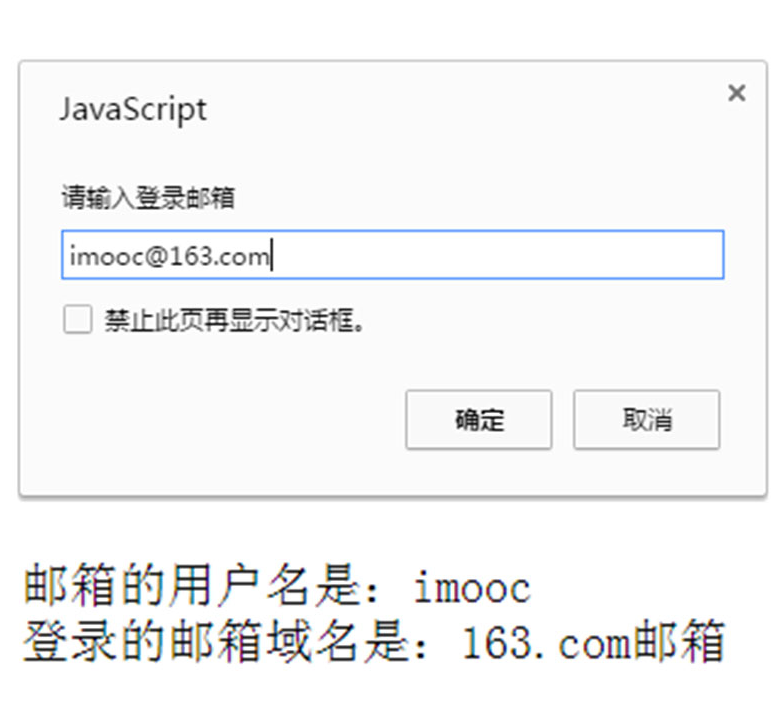 JavaScript
请输入登录邮箱
imooc@163.com
禁止此页再显示对话框。
确定 取消
邮箱的用户名是：imooc
登录的邮箱域名是：163.com邮箱